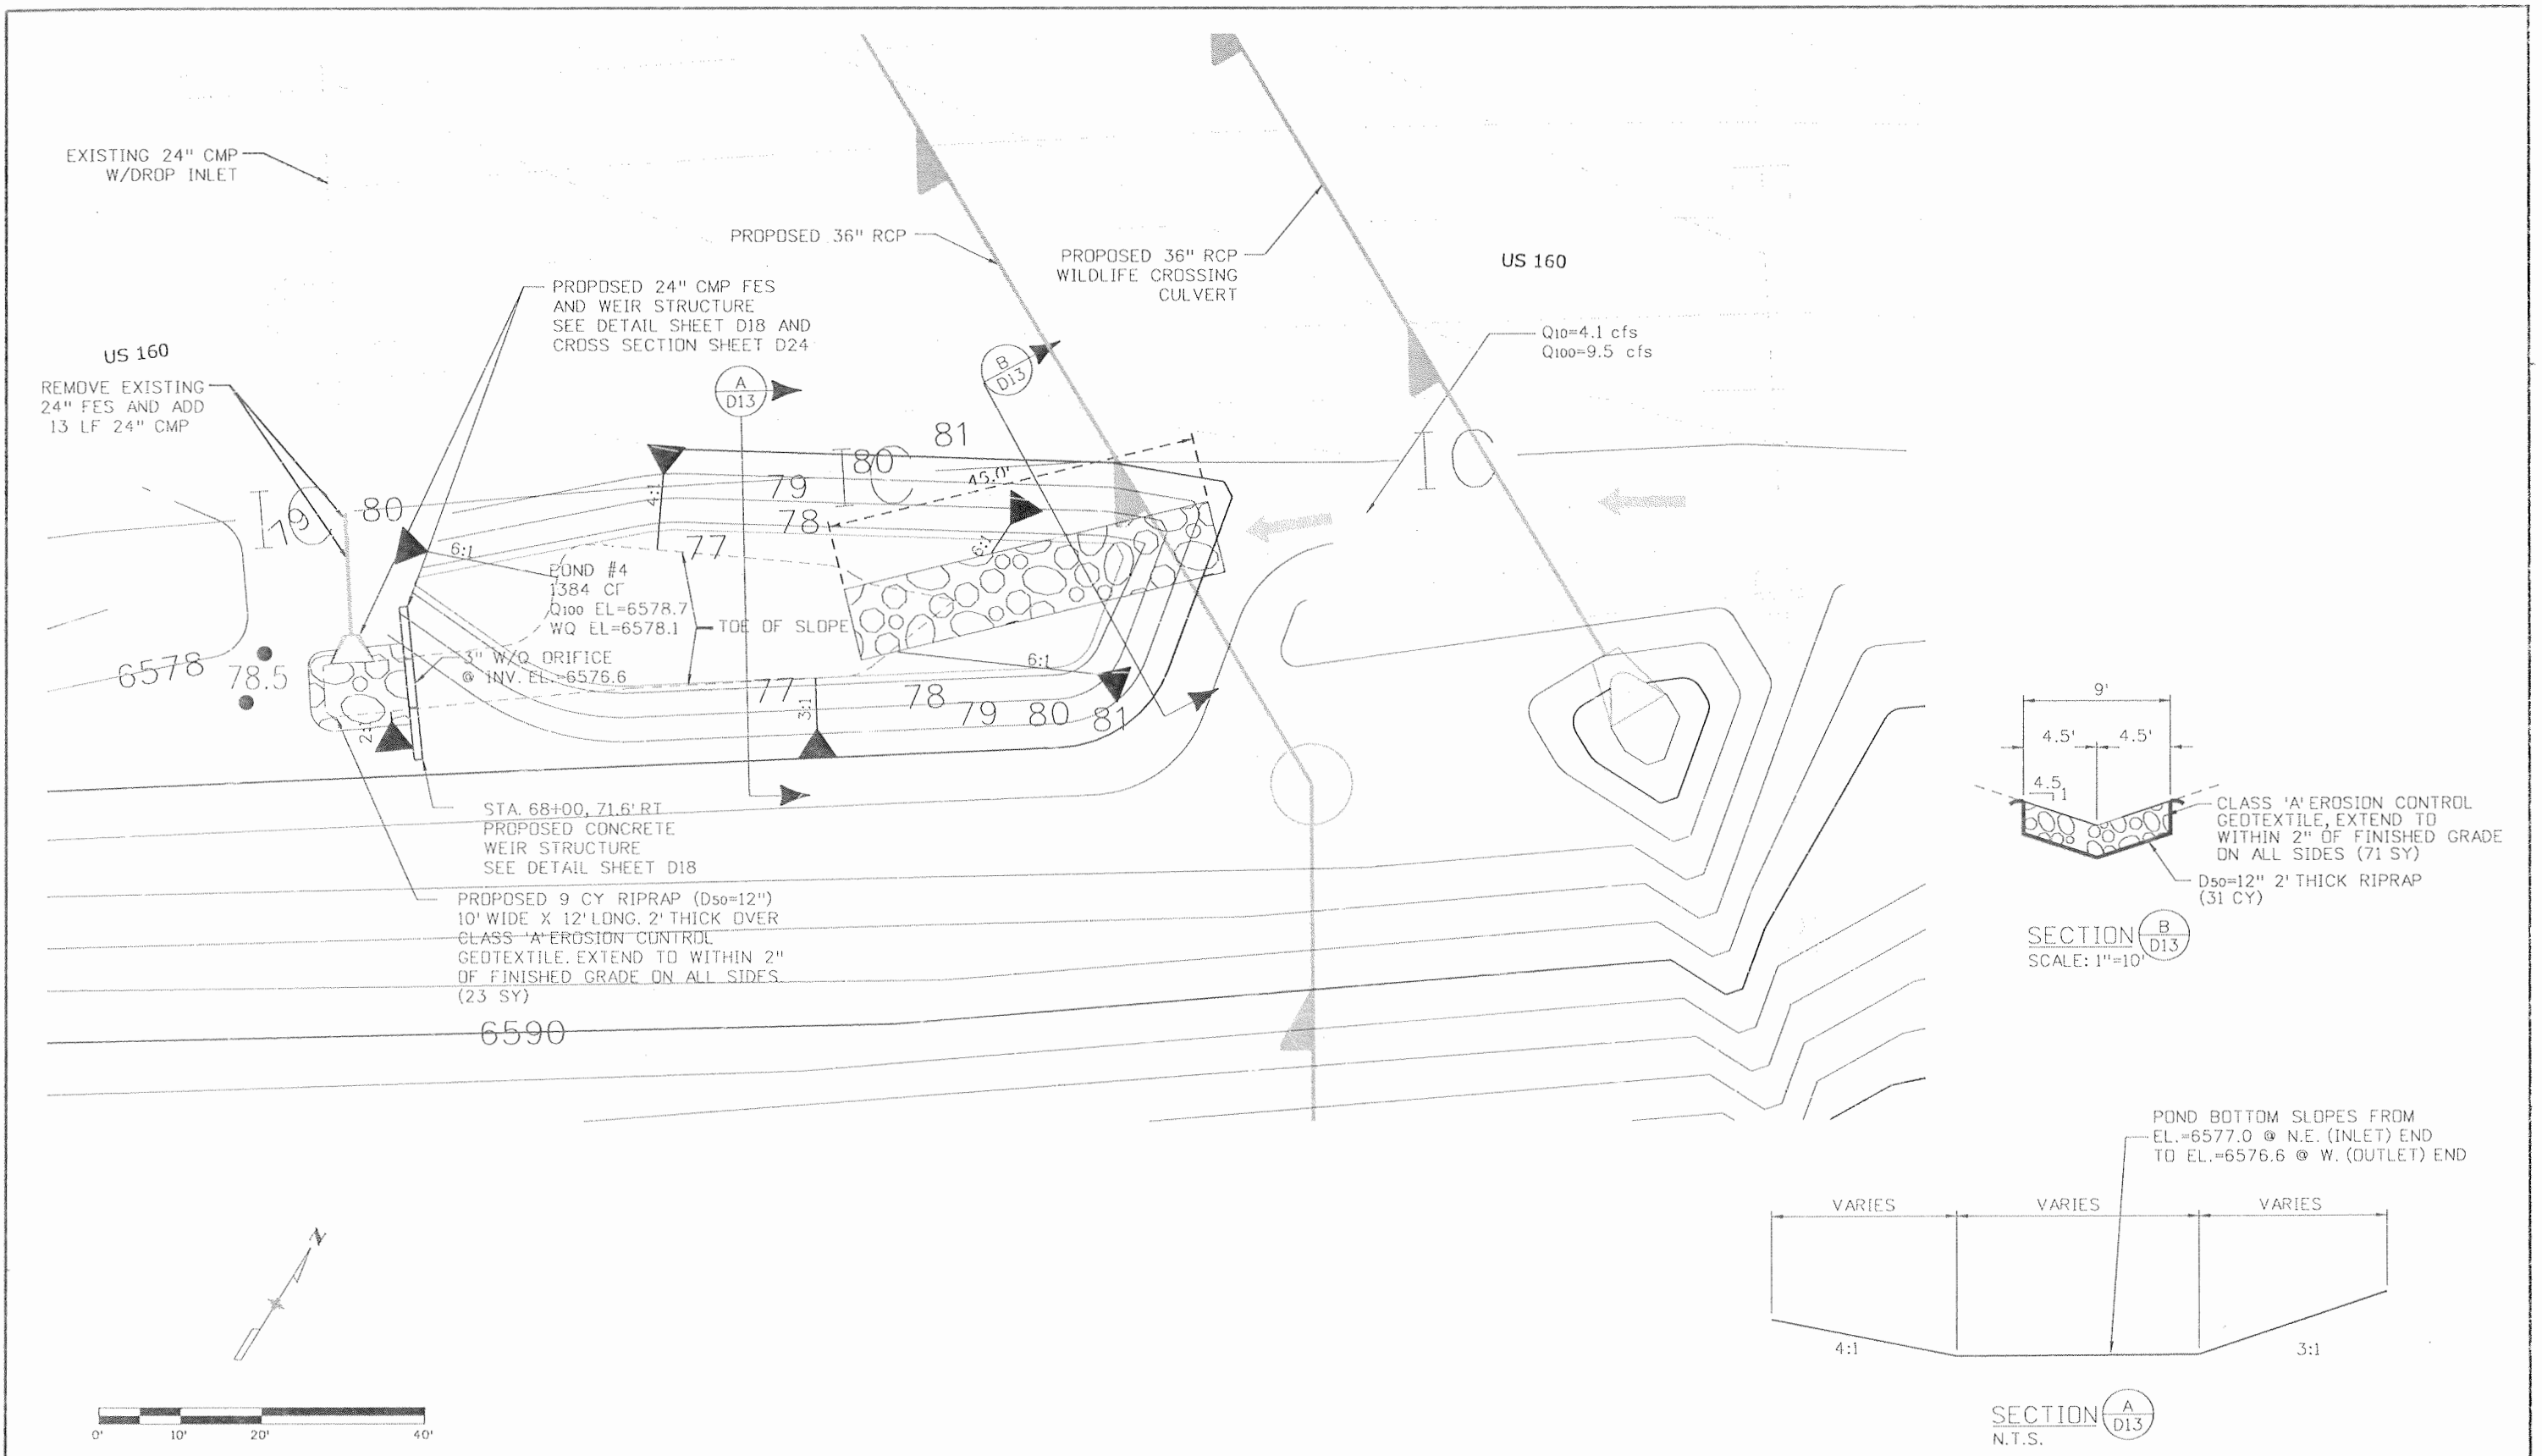 EXISTING 24" CMP
W/DROP INLET
PROPOSED 36" RCP
PROPOSED 36" RCP
WILDLIFE CROSSING
CULVERT
US 160
Q10=4.1 cfs
Q100=9.5 cfs
PROPOSED 24" CMP FES
AND WEIR STRUCTURE
SEE DETAIL SHEET D18 AND
CROSS SECTION SHEET D24
US 160
REMOVE EXISTING
24" FES AND ADD
13 LF 24" CMP
A
D13
B
D13
81
80
79
78
77
45.0'
4:1
6:1
6:1
6:1
IC
IC
80
79
POND #4
1384 CF
Q100 EL=6578.7
WQ EL=6578.1
TOE OF SLOPE
3" W/Q ORIFICE
@ INV. EL.=6576.6
6578
78.5
77
3:1
78
79
80
81
STA. 68+00, 71.6' RT
PROPOSED CONCRETE
WEIR STRUCTURE
SEE DETAIL SHEET D18
PROPOSED 9 CY RIPRAP (D50=12")
10' WIDE X 12' LONG. 2' THICK OVER
CLASS 'A' EROSION CONTROL
GEOTEXTILE. EXTEND TO WITHIN 2"
OF FINISHED GRADE ON ALL SIDES.
(23 SY)
6590
9'
4.5'
4.5'
4.5
1
CLASS 'A' EROSION CONTROL
GEOTEXTILE, EXTEND TO
WITHIN 2" OF FINISHED GRADE
ON ALL SIDES (71 SY)
D50=12" 2' THICK RIPRAP
(31 CY)
SECTION B
D13
SCALE: 1"=10'
POND BOTTOM SLOPES FROM
EL.=6577.0 @ N.E. (INLET) END
TO EL.=6576.6 @ W. (OUTLET) END
VARIES
VARIES
VARIES
4:1
3:1
SECTION A
D13
N.T.S.
N
0'
10'
20'
40'